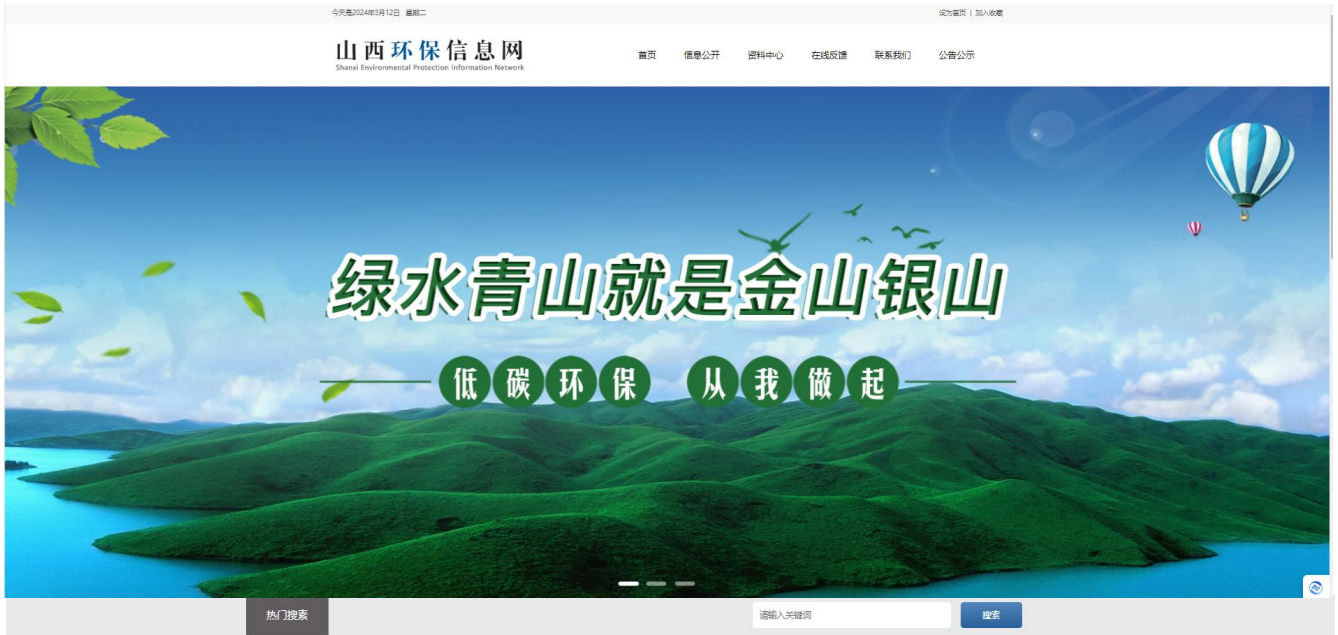 今天是2024年3月12日 星期二
设为首页 | 加入收藏
山西环保信息网
Shanxi Environmental Protection Information Network
首页 信息公开 资料中心 在线反馈 联系我们 公告公示
绿水青山就是金山银山
低碳环保 从我做起
热门搜索 请输入关键词 搜索